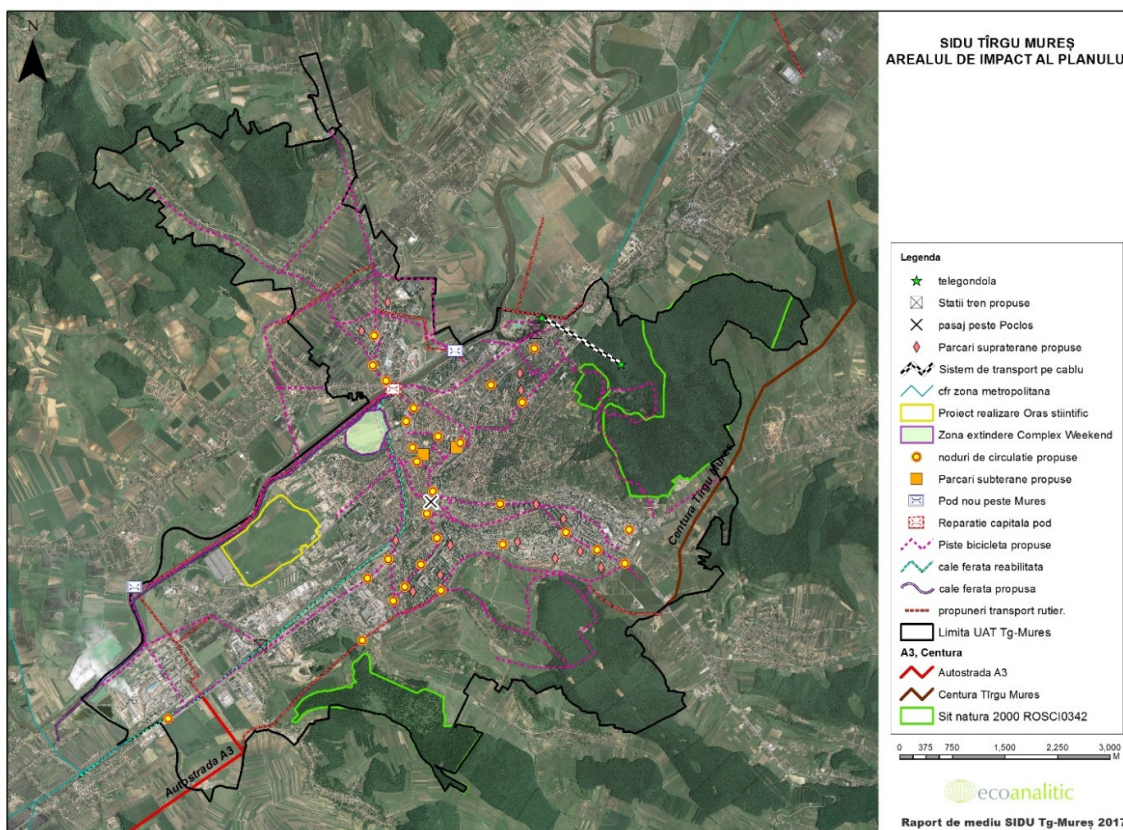 N
SIDU TÎRGU MUREȘ
AREALUL DE IMPACT AL PLANULU
Legenda
telegondola
Statii tren propuse
pasaj peste Poclos
Parcari supraterane propuse
Sistem de transport pe cablu
cfr zona metropolitana
Proiect realizare Oras stiintific
Zona extindere Complex Weekend
noduri de circulatie propuse
Parcari subterane propuse
Pod nou peste Mures
Reparatie capitala pod
Piste bicicleta propuse
cale ferata reabilitata
cale ferata propusa
propuneri transport rutier.
Limita UAT Tg-Mures
A3, Centura
Autostrada A3
Centura Tîrgu Mures
Sit natura 2000 ROSCI0342
0 375 750 1,500 2,250 3,000
M
Centura Tîrgu Mureș
Autostrada A3
ecoanalitic
Raport de mediu SIDU Tg-Mureș 2017